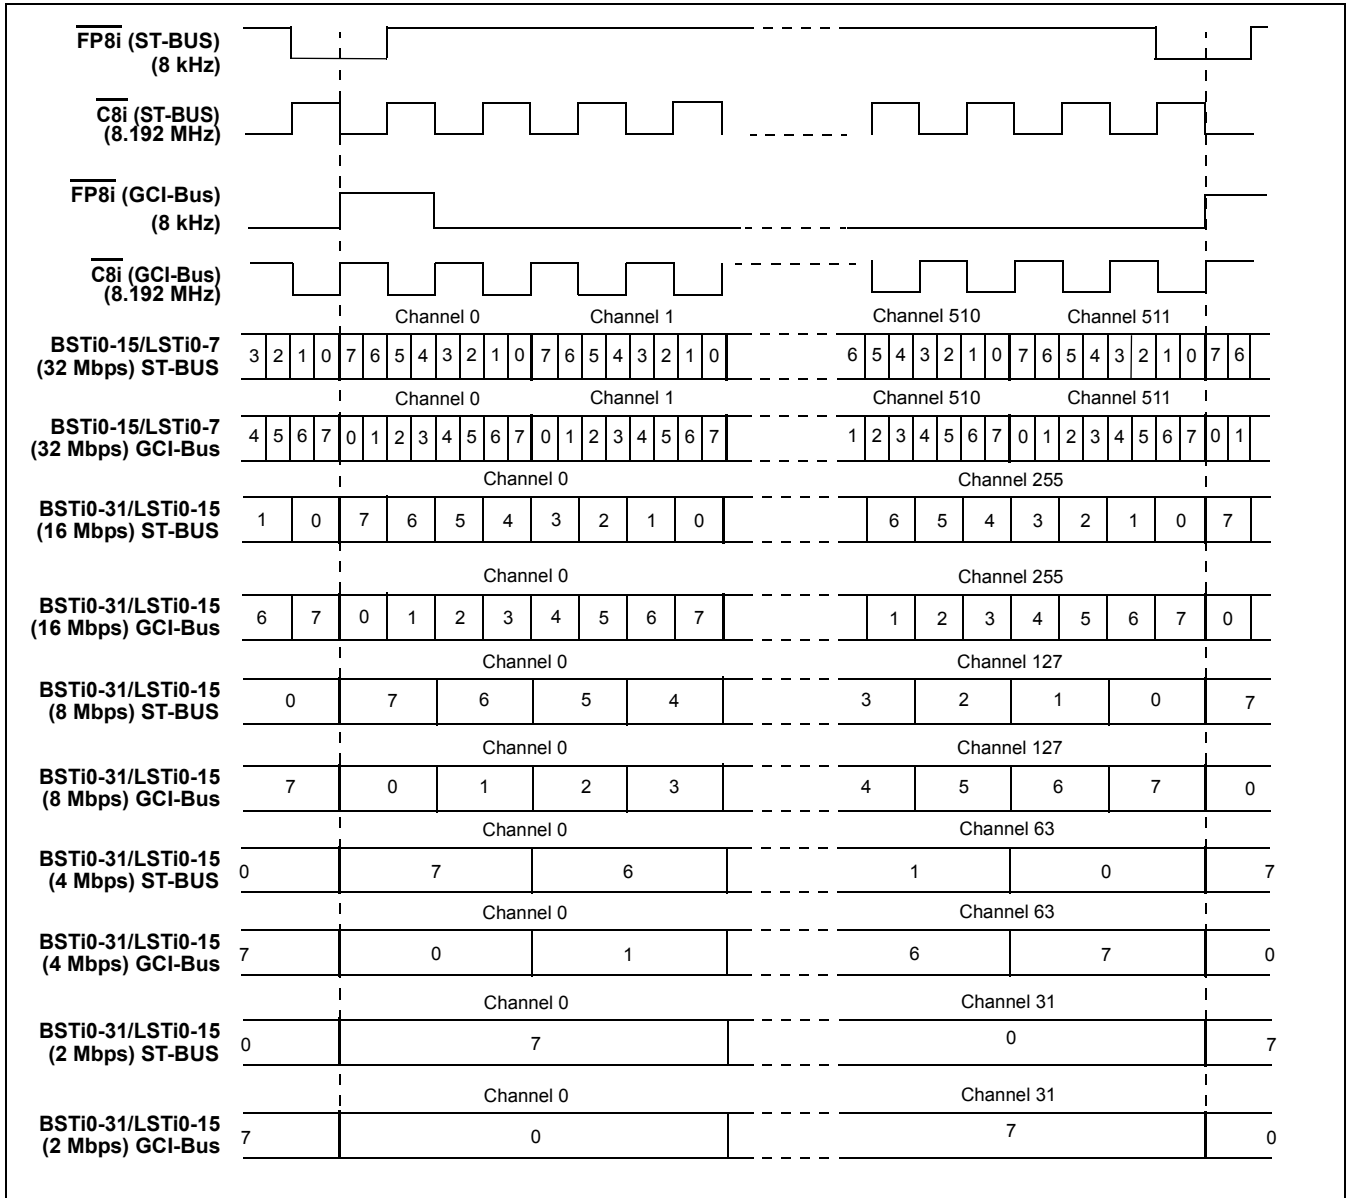 FP8i (ST-BUS)
(8 kHz)
C8i (ST-BUS)
(8.192 MHz)
FP8i (GCI-Bus)
(8 kHz)
C8i (GCI-Bus)
(8.192 MHz)
Channel 0 Channel 1 Channel 510 Channel 511
BSTi0-15/LSTi0-7
(32 Mbps) ST-BUS
3 2 1 0 7 6 5 4 3 2 1 0 7 6 5 4 3 2 1 0 6 5 4 3 2 1 0 7 6 5 4 3 2 1 0 7 6
Channel 0 Channel 1 Channel 510 Channel 511
BSTi0-15/LSTi0-7
(32 Mbps) GCI-Bus
4 5 6 7 0 1 2 3 4 5 6 7 0 1 2 3 4 5 6 7 1 2 3 4 5 6 7 0 1 2 3 4 5 6 7 0 1
Channel 0 Channel 255
BSTi0-31/LSTi0-15
(16 Mbps) ST-BUS
1 0 7 6 5 4 3 2 1 0 6 5 4 3 2 1 0 7
Channel 0 Channel 255
BSTi0-31/LSTi0-15
(16 Mbps) GCI-Bus
6 7 0 1 2 3 4 5 6 7 1 2 3 4 5 6 7 0
Channel 0 Channel 127
BSTi0-31/LSTi0-15
(8 Mbps) ST-BUS
0 7 6 5 4 3 2 1 0 7
Channel 0 Channel 127
BSTi0-31/LSTi0-15
(8 Mbps) GCI-Bus
7 0 1 2 3 4 5 6 7 0
Channel 0 Channel 63
BSTi0-31/LSTi0-15
(4 Mbps) ST-BUS
0 7 6 1 0 7
Channel 0 Channel 63
BSTi0-31/LSTi0-15
(4 Mbps) GCI-Bus
7 0 1 6 7 0
Channel 0 Channel 31
BSTi0-31/LSTi0-15
(2 Mbps) ST-BUS
0 7 0 7
Channel 0 Channel 31
BSTi0-31/LSTi0-15
(2 Mbps) GCI-Bus
7 0 7 0